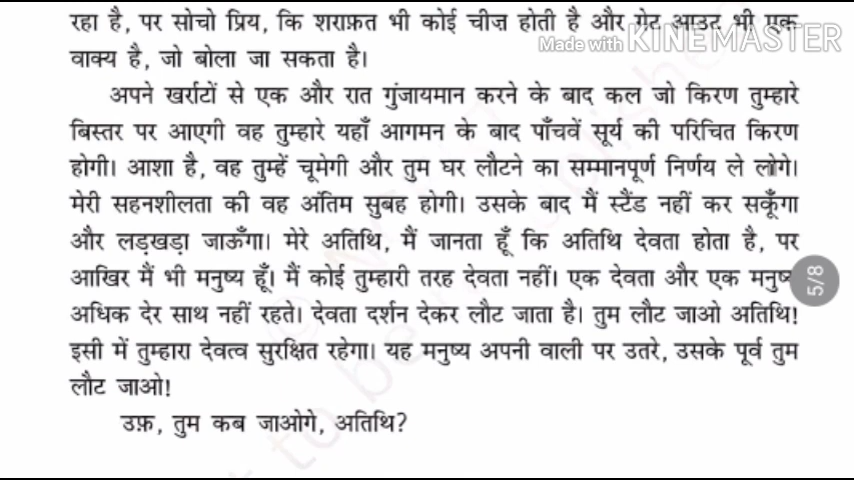 रहा है, पर सोचो प्रिय, कि शराफ़त भी कोई चीज़ होती है और गेट आउट भी एक
Made with KINEMASTER
वाक्य है, जो बोला जा सकता है।
अपने खर्राटों से एक और रात गुंजायमान करने के बाद कल जो किरण तुम्हारे
बिस्तर पर आएगी वह तुम्हारे यहाँ आगमन के बाद पाँचवें सूर्य की परिचित किरण
होगी। आशा है, वह तुम्हें चूमेगी और तुम घर लौटने का सम्मानपूर्ण निर्णय ले लोगे।
मेरी सहनशीलता की वह अंतिम सुबह होगी। उसके बाद मैं स्टैंड नहीं कर सकूँगा
और लड़खड़ा जाऊँगा। मेरे अतिथि, मैं जानता हूँ कि अतिथि देवता होता है, पर
आखिर मैं भी मनुष्य हूँ। मैं कोई तुम्हारी तरह देवता नहीं। एक देवता और एक मनुष्य
5/8
अधिक देर साथ नहीं रहते। देवता दर्शन देकर लौट जाता है। तुम लौट जाओ अतिथि!
इसी में तुम्हारा देवत्व सुरक्षित रहेगा। यह मनुष्य अपनी वाली पर उतरे, उसके पूर्व तुम
लौट जाओ!
उफ़, तुम कब जाओगे, अतिथि?